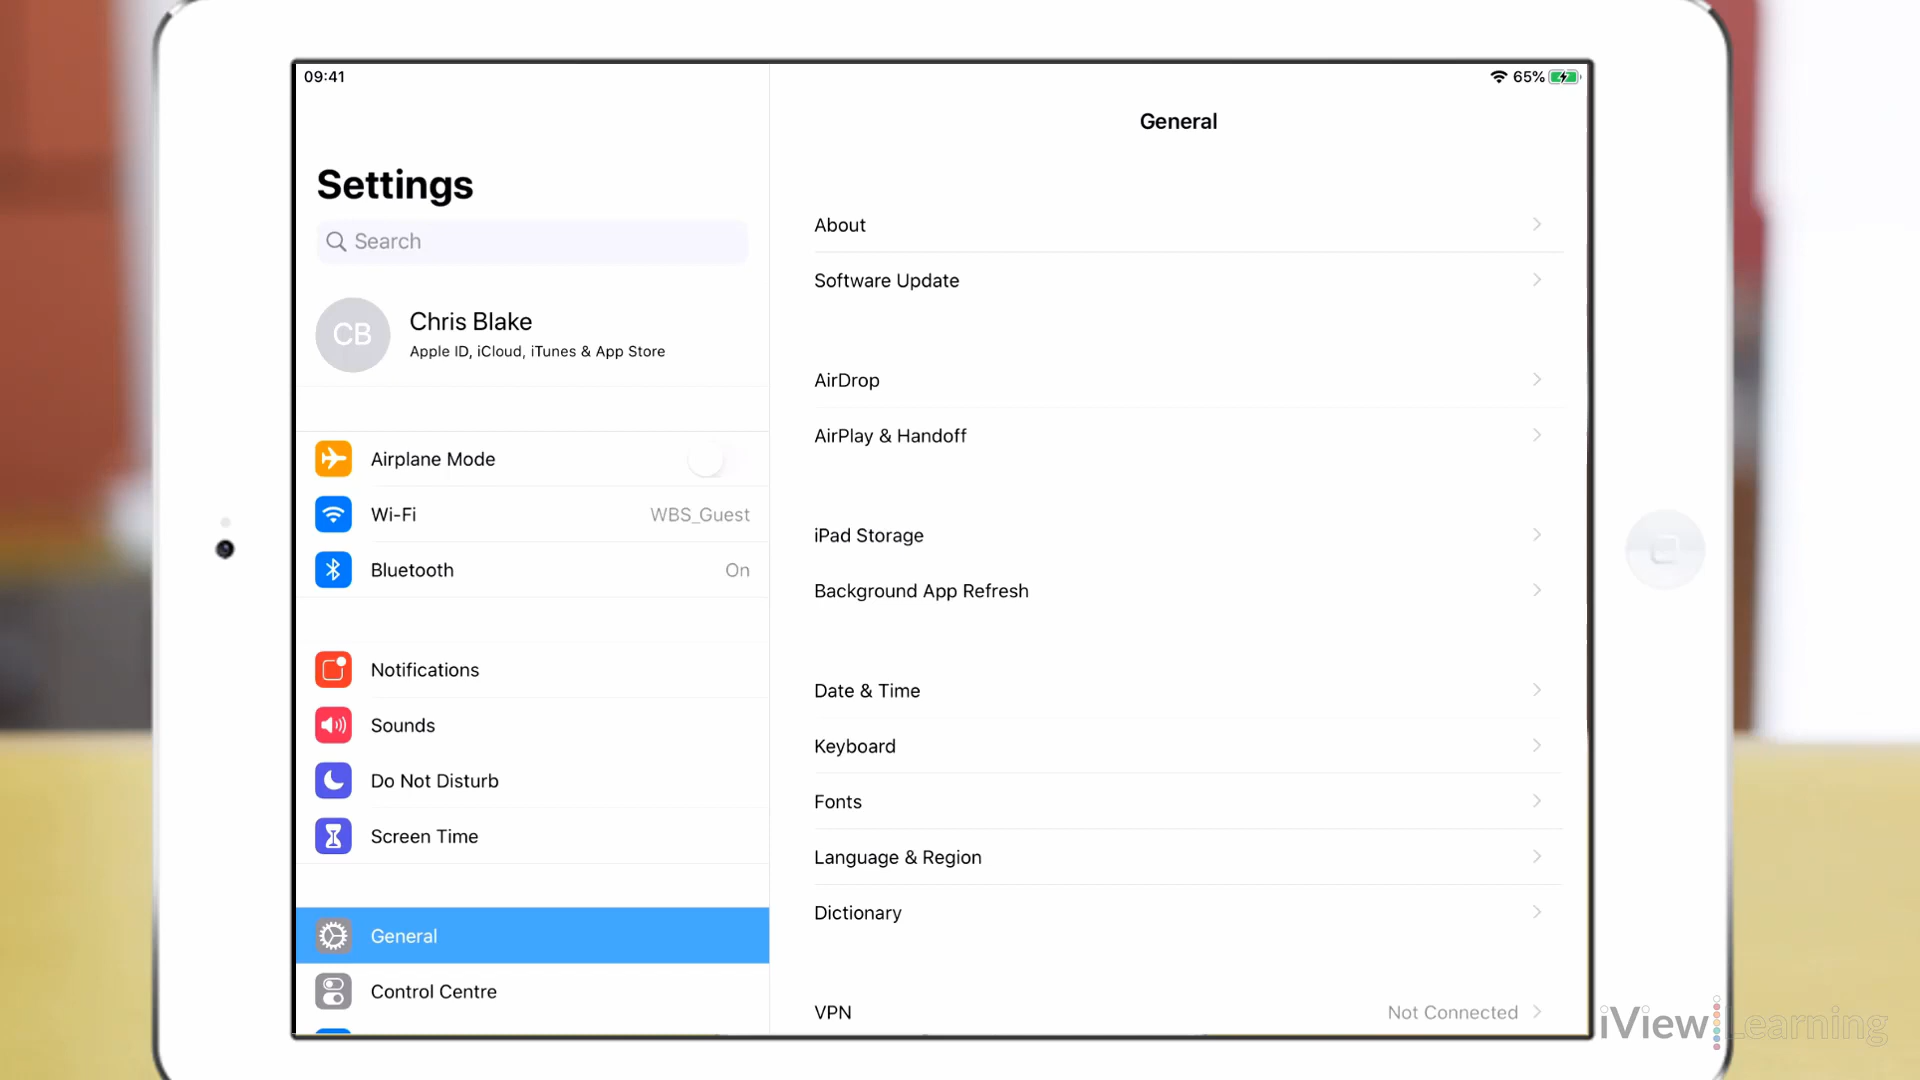 09:41
65%
Settings
Search
CB
Chris Blake
Apple ID, iCloud, iTunes & App Store
Airplane Mode
Wi-Fi
WBS_Guest
Bluetooth
On
Notifications
Sounds
Do Not Disturb
Screen Time
General
Control Centre
General
About
Software Update
AirDrop
AirPlay & Handoff
iPad Storage
Background App Refresh
Date & Time
Keyboard
Fonts
Language & Region
Dictionary
VPN
Not Connected
iView Learning